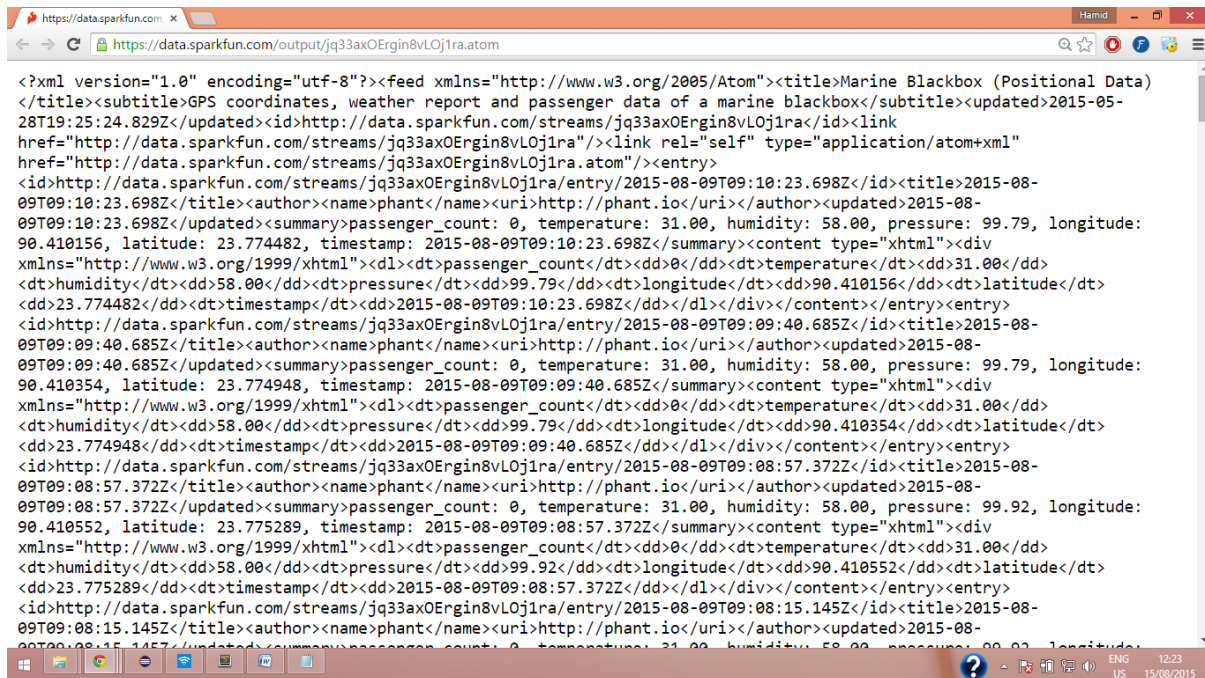 https://data.sparkfun.com
Hamid
https://data.sparkfun.com/output/jq33axOErgin8vLOj1ra.atom
<?xml version="1.0" encoding="utf-8"?><feed xmlns="http://www.w3.org/2005/Atom"><title>Marine Blackbox (Positional Data)
</title><subtitle>GPS coordinates, weather report and passenger data of a marine blackbox</subtitle><updated>2015-05-
28T19:25:24.829Z</updated><id>http://data.sparkfun.com/streams/jq33axOErgin8vLOj1ra</id><link
href="http://data.sparkfun.com/streams/jq33axOErgin8vLOj1ra"/><link rel="self" type="application/atom+xml"
href="http://data.sparkfun.com/streams/jq33axOErgin8vLOj1ra.atom"/><entry>
<id>http://data.sparkfun.com/streams/jq33axOErgin8vLOj1ra/entry/2015-08-09T09:10:23.698Z</id><title>2015-08-
09T09:10:23.698Z</title><author><name>phant</name><uri>http://phant.io</uri></author><updated>2015-08-
09T09:10:23.698Z</updated><summary>passenger_count: 0, temperature: 31.00, humidity: 58.00, pressure: 99.79, longitude:
90.410156, latitude: 23.774482, timestamp: 2015-08-09T09:10:23.698Z</summary><content type="xhtml"><div
xmlns="http://www.w3.org/1999/xhtml"><dl><dt>passenger_count</dt><dd>0</dd><dt>temperature</dt><dd>31.00</dd>
<dt>humidity</dt><dd>58.00</dd><dt>pressure</dt><dd>99.79</dd><dt>longitude</dt><dd>90.410156</dd><dt>latitude</dt>
<dd>23.774482</dd><dt>timestamp</dt><dd>2015-08-09T09:10:23.698Z</dd></dl></div></content></entry><entry>
<id>http://data.sparkfun.com/streams/jq33axOErgin8vLOj1ra/entry/2015-08-09T09:09:40.685Z</id><title>2015-08-
09T09:09:40.685Z</title><author><name>phant</name><uri>http://phant.io</uri></author><updated>2015-08-
09T09:09:40.685Z</updated><summary>passenger_count: 0, temperature: 31.00, humidity: 58.00, pressure: 99.79, longitude:
90.410354, latitude: 23.774948, timestamp: 2015-08-09T09:09:40.685Z</summary><content type="xhtml"><div
xmlns="http://www.w3.org/1999/xhtml"><dl><dt>passenger_count</dt><dd>0</dd><dt>temperature</dt><dd>31.00</dd>
<dt>humidity</dt><dd>58.00</dd><dt>pressure</dt><dd>99.79</dd><dt>longitude</dt><dd>90.410354</dd><dt>latitude</dt>
<dd>23.774948</dd><dt>timestamp</dt><dd>2015-08-09T09:09:40.685Z</dd></dl></div></content></entry><entry>
<id>http://data.sparkfun.com/streams/jq33axOErgin8vLOj1ra/entry/2015-08-09T09:08:57.372Z</id><title>2015-08-
09T09:08:57.372Z</title><author><name>phant</name><uri>http://phant.io</uri></author><updated>2015-08-
09T09:08:57.372Z</updated><summary>passenger_count: 0, temperature: 31.00, humidity: 58.00, pressure: 99.92, longitude:
90.410552, latitude: 23.775289, timestamp: 2015-08-09T09:08:57.372Z</summary><content type="xhtml"><div
xmlns="http://www.w3.org/1999/xhtml"><dl><dt>passenger_count</dt><dd>0</dd><dt>temperature</dt><dd>31.00</dd>
<dt>humidity</dt><dd>58.00</dd><dt>pressure</dt><dd>99.92</dd><dt>longitude</dt><dd>90.410552</dd><dt>latitude</dt>
<dd>23.775289</dd><dt>timestamp</dt><dd>2015-08-09T09:08:57.372Z</dd></dl></div></content></entry><entry>
<id>http://data.sparkfun.com/streams/jq33axOErgin8vLOj1ra/entry/2015-08-09T09:08:15.145Z</id><title>2015-08-
09T09:08:15.145Z</title><author><name>phant</name><uri>http://phant.io</uri></author><updated>2015-08-
09T09:08:15.145Z</updated><summary>passenger_count: 0, temperature: 31.00, humidity: 58.00, pressure: 99.92, longitude:
ENG 12:23
US 15/08/2015